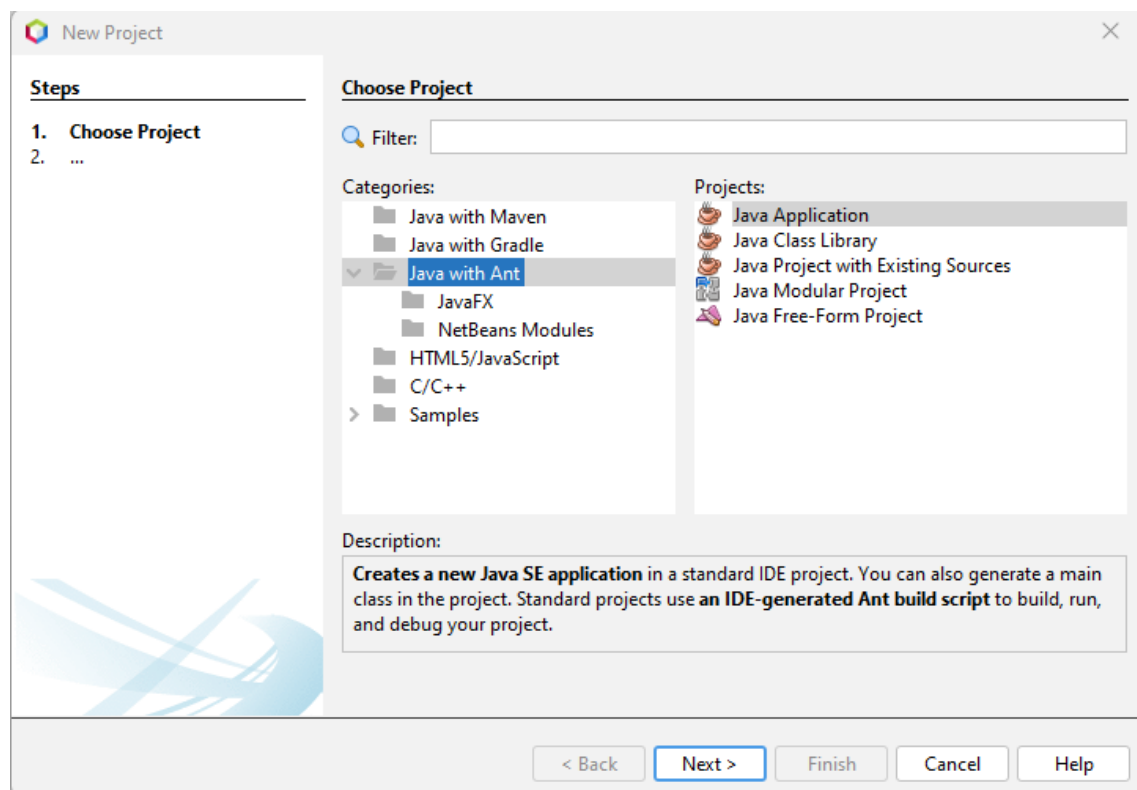 New Project
Steps
1. Choose Project
2. ...
Choose Project
Filter:
Categories:
Java with Maven
Java with Gradle
Java with Ant
JavaFX
NetBeans Modules
HTML5/JavaScript
C/C++
Samples
Projects:
Java Application
Java Class Library
Java Project with Existing Sources
Java Modular Project
Java Free-Form Project
Description:
Creates a new Java SE application in a standard IDE project. You can also generate a main
class in the project. Standard projects use an IDE-generated Ant build script to build, run,
and debug your project.
< Back Next > Finish Cancel Help